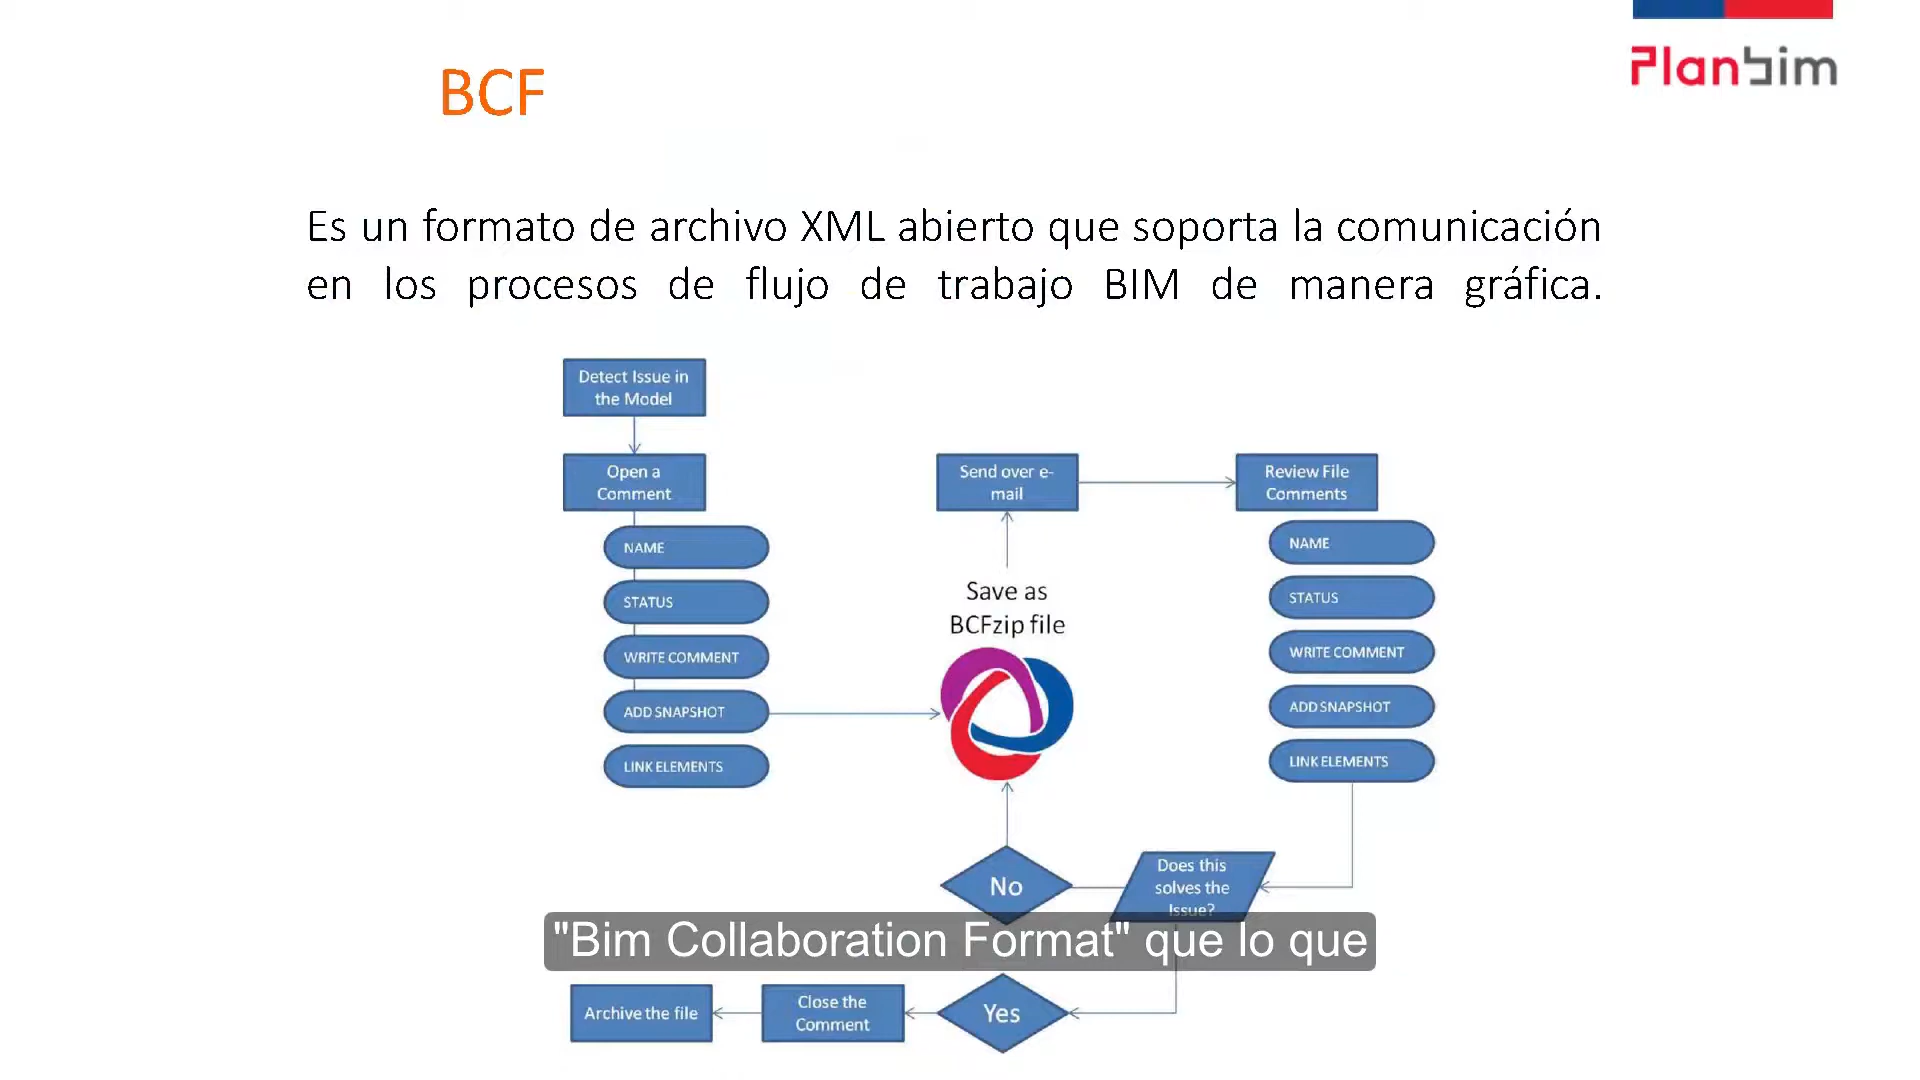 Planbim
BCF
Es un formato de archivo XML abierto que soporta la comunicación
en los procesos de flujo de trabajo BIM de manera gráfica.
Detect Issue in
the Model
Open a
Comment
NAME
STATUS
WRITE COMMENT
ADD SNAPSHOT
LINK ELEMENTS
Save as
BCFzip file
Send over e-
mail
Review File
Comments
NAME
STATUS
WRITE COMMENT
ADD SNAPSHOT
LINK ELEMENTS
Does this
solves the
Issue?
No
Yes
Close the
Comment
Archive the file
"Bim Collaboration Format" que lo que